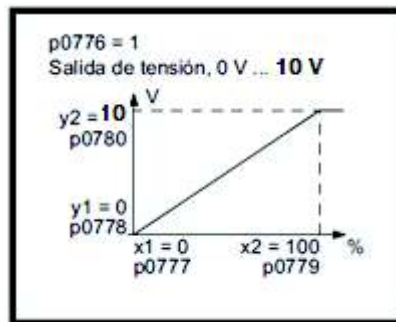 p0776 = 1
Salida de tensión, 0 V ... 10 V
V
y2 = 10
p0780
y1 = 0
p0778
x1 = 0 x2 = 100 %
p0777 p0779